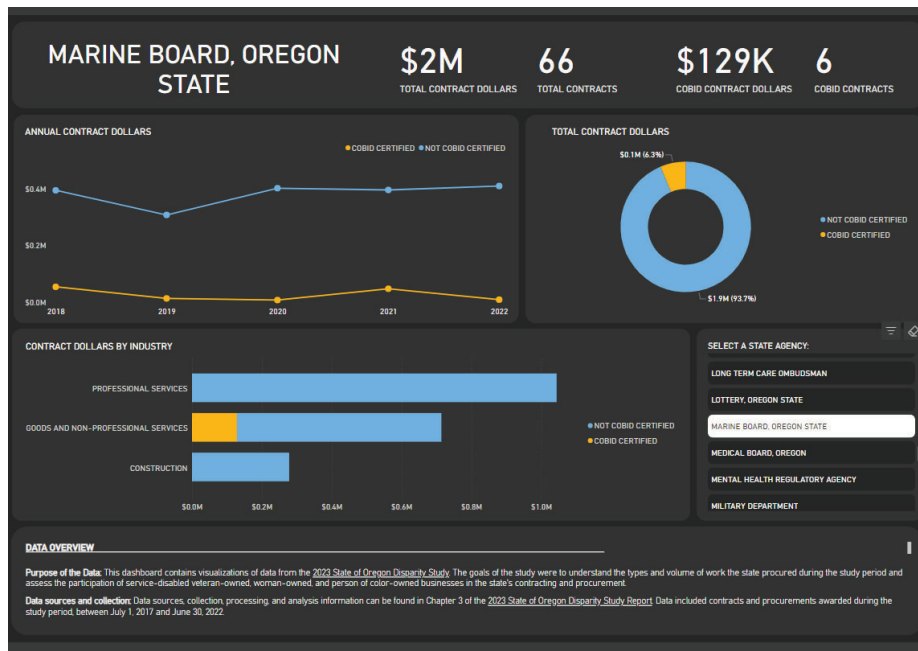 MARINE BOARD, OREGON
STATE
$2M
TOTAL CONTRACT DOLLARS
66
TOTAL CONTRACTS
$129K
COBID CONTRACT DOLLARS
6
COBID CONTRACTS
ANNUAL CONTRACT DOLLARS
COBID CERTIFIED NOT COBID CERTIFIED
$0.4M
$0.2M
$0.0M
2018 2019 2020 2021 2022
TOTAL CONTRACT DOLLARS
$0.1M (6.3%)
NOT COBID CERTIFIED
COBID CERTIFIED
$1.9M (93.7%)
CONTRACT DOLLARS BY INDUSTRY
PROFESSIONAL SERVICES
GOODS AND NON-PROFESSIONAL SERVICES
CONSTRUCTION
$0.0M $0.2M $0.4M $0.6M $0.8M $1.0M
NOT COBID CERTIFIED
COBID CERTIFIED
SELECT A STATE AGENCY:
LONG TERM CARE OMBUDSMAN
LOTTERY, OREGON STATE
MARINE BOARD, OREGON STATE
MEDICAL BOARD, OREGON
MENTAL HEALTH REGULATORY AGENCY
MILITARY DEPARTMENT
DATA OVERVIEW
Purpose of the Data: This dashboard contains visualizations of data from the 2023 State of Oregon Disparity Study. The goals of the study were to understand the types and volume of work the state procured during the study period and
assess the participation of service-disabled veteran-owned, woman-owned, and person of color-owned businesses in the state's contracting and procurement.
Data sources and collection: Data sources, collection, processing, and analysis information can be found in Chapter 3 of the 2023 State of Oregon Disparity Study Report. Data included contracts and procurements awarded during the
study period, between July 1, 2017 and June 30, 2022.